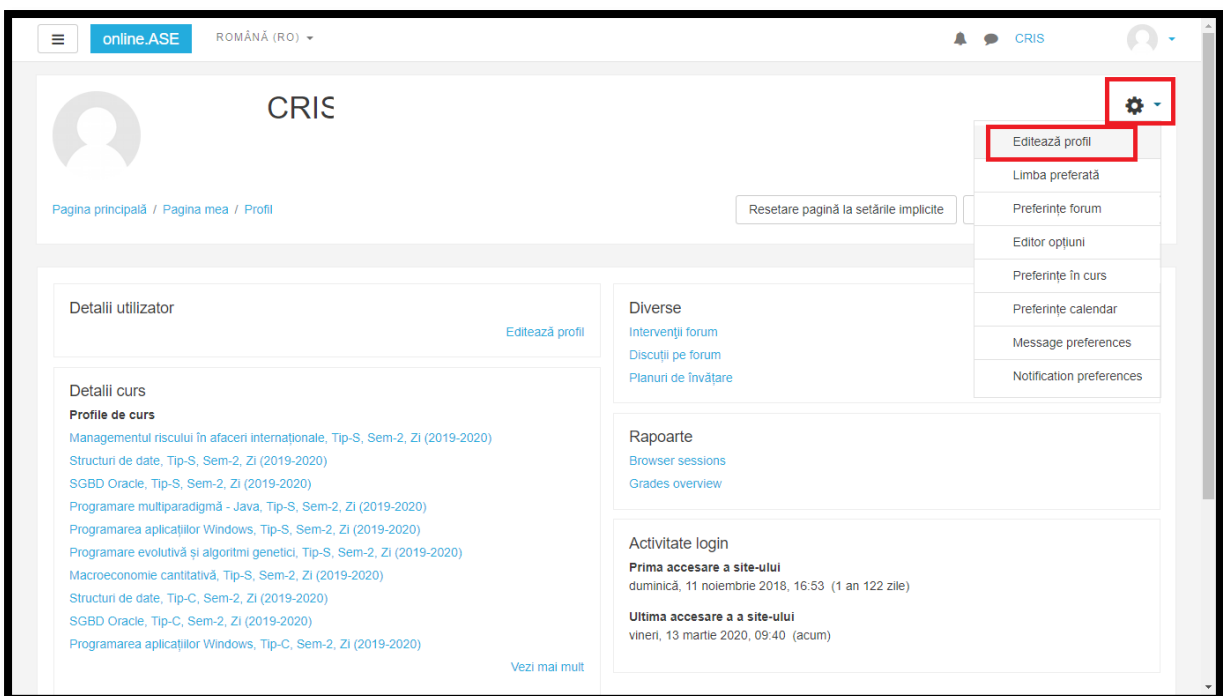 online.ASE ROMÂNĂ (RO) CRIS
CRIS
Editează profil
Limba preferată
Preferințe forum
Editor opțiuni
Preferințe în curs
Preferințe calendar
Message preferences
Notification preferences
Pagina principală / Pagina mea / Profil
Resetare pagină la setările implicite
Detalii utilizator
Editează profil
Detalii curs
Profile de curs
Managementul riscului în afaceri internaționale, Tip-S, Sem-2, Zi (2019-2020)
Structuri de date, Tip-S, Sem-2, Zi (2019-2020)
SGBD Oracle, Tip-S, Sem-2, Zi (2019-2020)
Programare multiparadigmă - Java, Tip-S, Sem-2, Zi (2019-2020)
Programarea aplicațiilor Windows, Tip-S, Sem-2, Zi (2019-2020)
Programare evolutivă și algoritmi genetici, Tip-S, Sem-2, Zi (2019-2020)
Macroeconomie cantitativă, Tip-S, Sem-2, Zi (2019-2020)
Structuri de date, Tip-C, Sem-2, Zi (2019-2020)
SGBD Oracle, Tip-C, Sem-2, Zi (2019-2020)
Programarea aplicațiilor Windows, Tip-C, Sem-2, Zi (2019-2020)
Vezi mai mult
Diverse
Intervenţii forum
Discuții pe forum
Planuri de învățare
Rapoarte
Browser sessions
Grades overview
Activitate login
Prima accesare a site-ului
duminică, 11 noiembrie 2018, 16:53 (1 an 122 zile)
Ultima accesare a a site-ului
vineri, 13 martie 2020, 09:40 (acum)